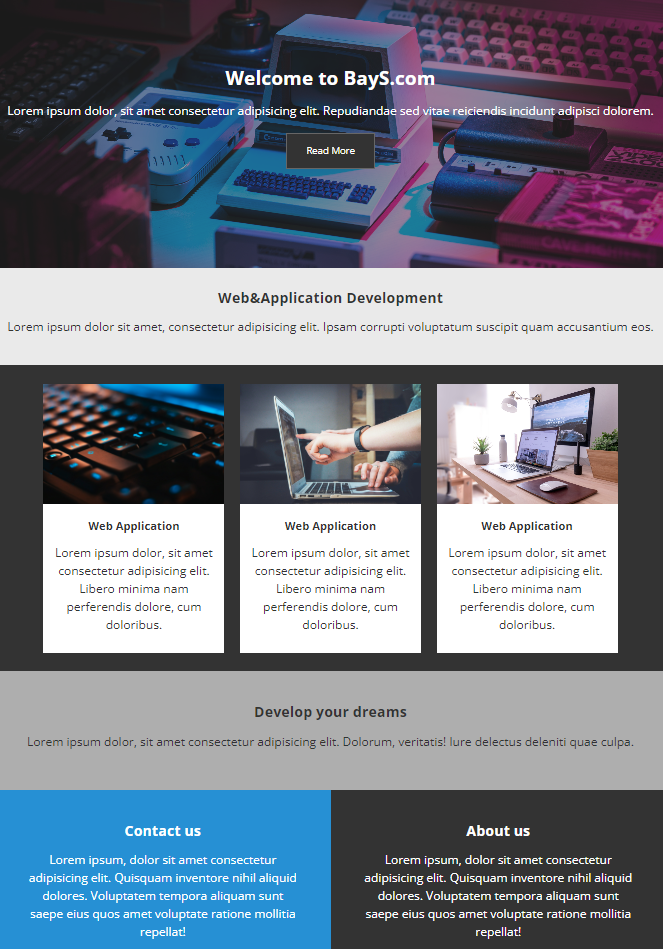 Welcome to BayS.com
Lorem ipsum dolor, sit amet consectetur adipisicing elit. Repudiandae sed vitae reiciendis incidunt adipisci dolorem.
Read More
Web&Application Development
Lorem ipsum dolor sit amet, consectetur adipisicing elit. Ipsam corrupti voluptatum suscipit quam accusantium eos.
Web Application
Lorem ipsum dolor, sit amet
consectetur adipisicing elit.
Libero minima nam
perferendis dolore, cum
doloribus.
Web Application
Lorem ipsum dolor, sit amet
consectetur adipisicing elit.
Libero minima nam
perferendis dolore, cum
doloribus.
Web Application
Lorem ipsum dolor, sit amet
consectetur adipisicing elit.
Libero minima nam
perferendis dolore, cum
doloribus.
Develop your dreams
Lorem ipsum dolor, sit amet consectetur adipisicing elit. Dolorum, veritatis! Iure delectus deleniti quae culpa.
Contact us
Lorem ipsum, dolor sit amet consectetur
adipisicing elit. Quisquam inventore nihil aliquid
dolores. Voluptatem tempora aliquam sunt
saepe eius quos amet voluptate ratione mollitia
repellat!
About us
Lorem ipsum, dolor sit amet consectetur
adipisicing elit. Quisquam inventore nihil aliquid
dolores. Voluptatem tempora aliquam sunt
saepe eius quos amet voluptate ratione mollitia
repellat!